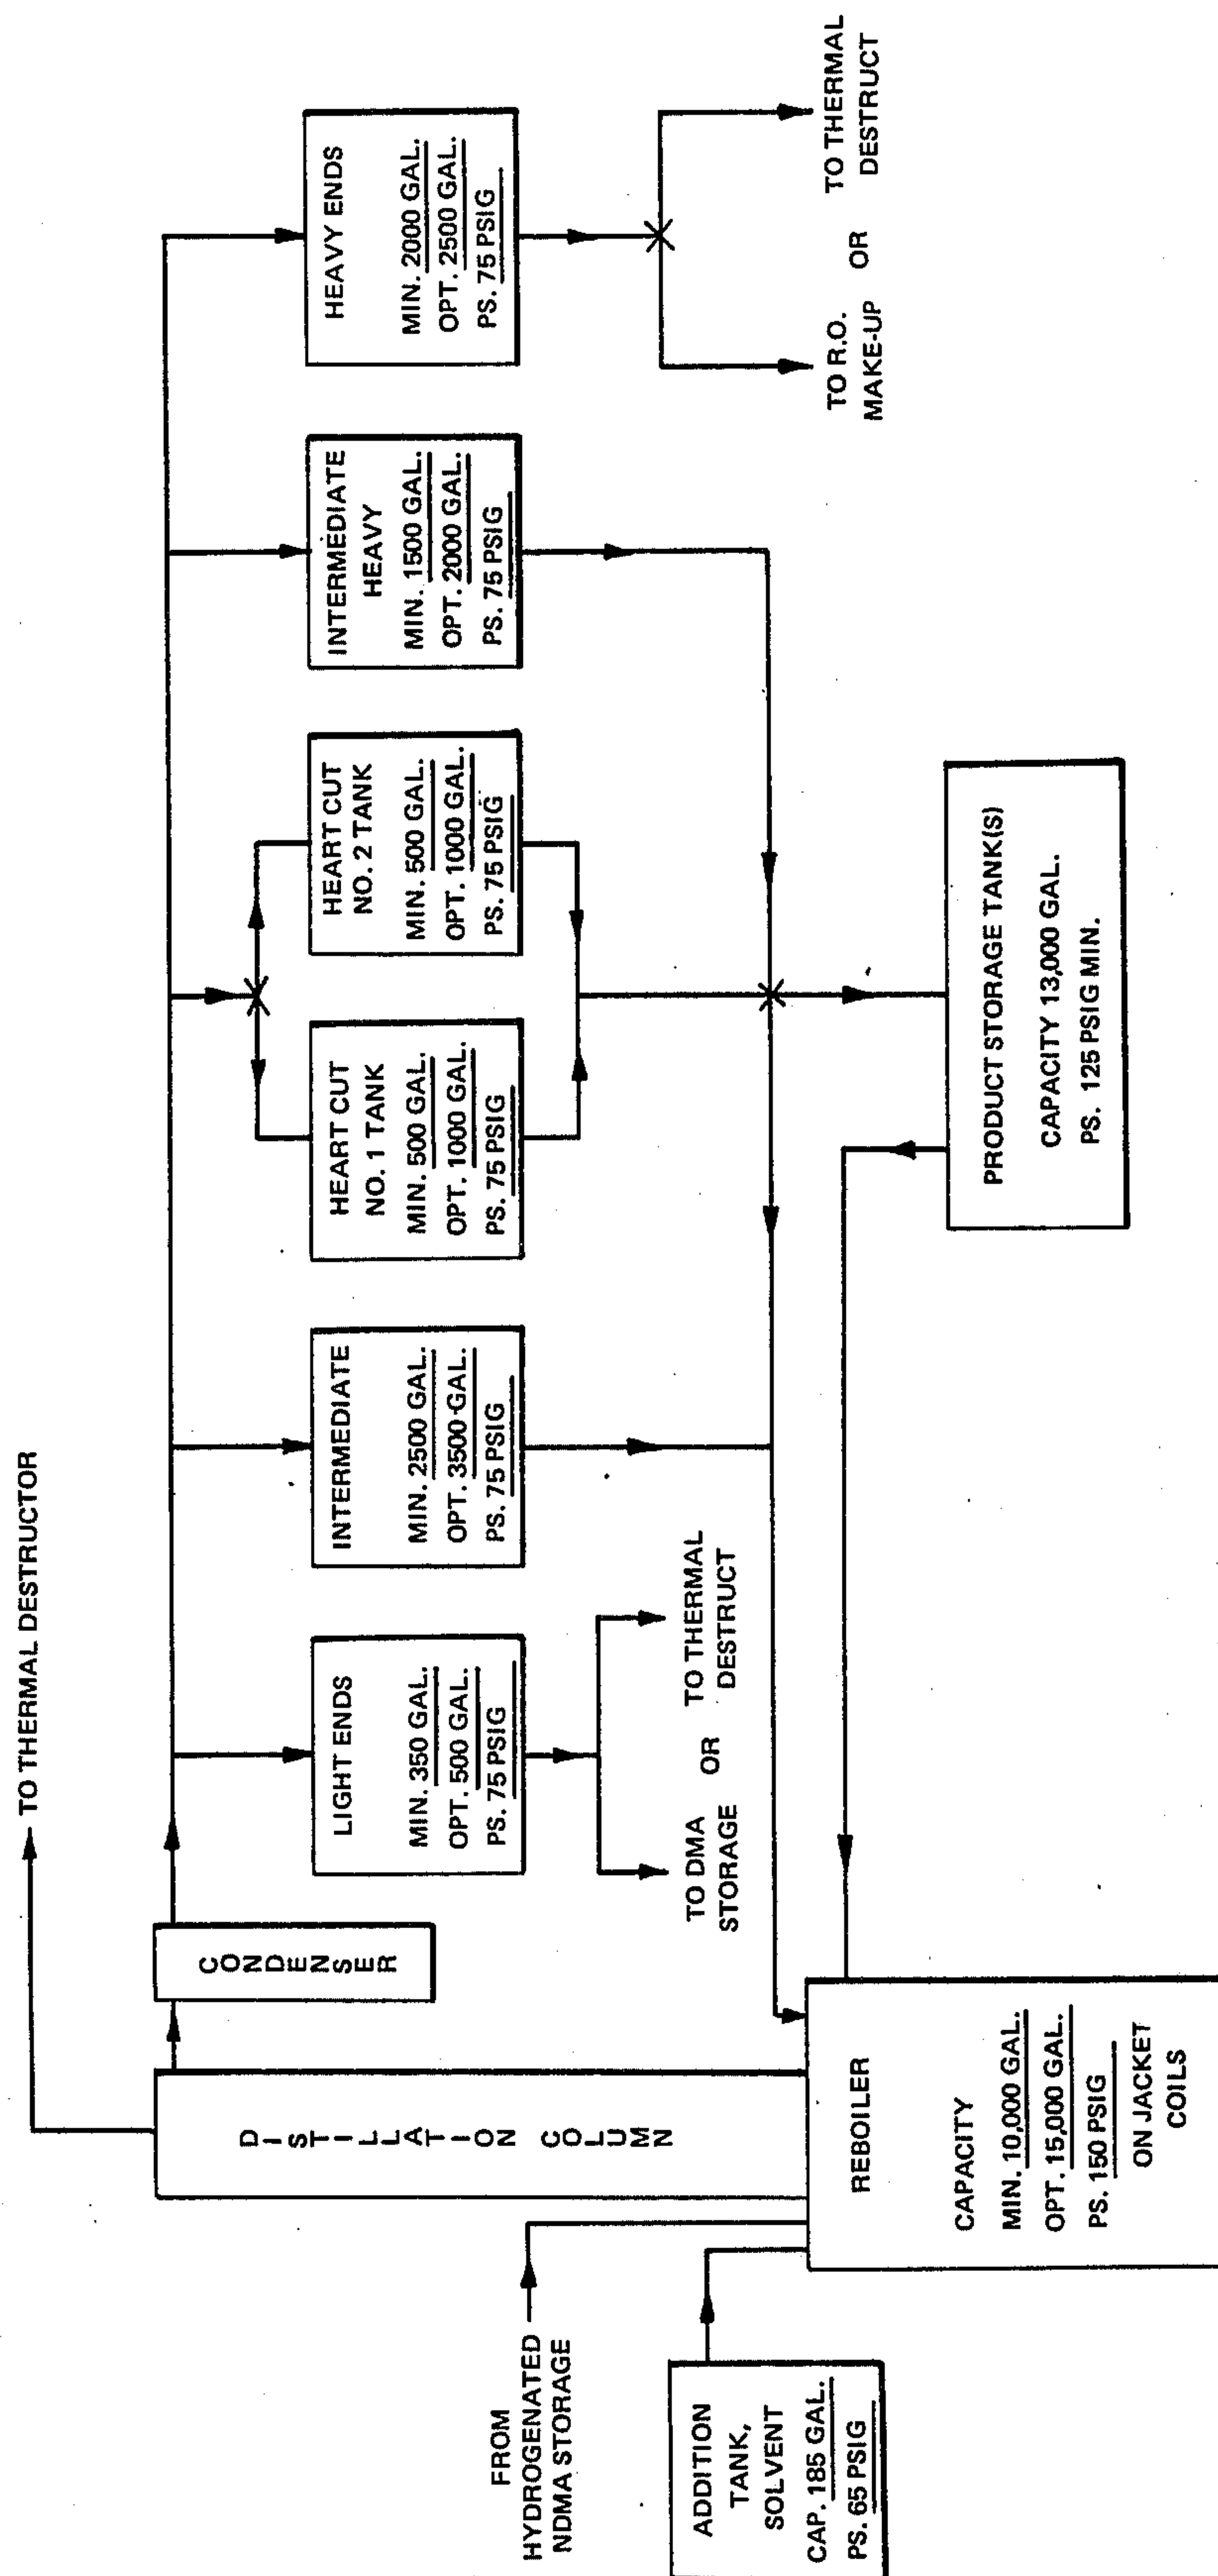 TO THERMAL DESTRUCTOR
DISTILLATION COLUMN
CONDENSER
LIGHT ENDS
MIN. 350 GAL.
OPT. 500 GAL.
PS. 75 PSIG
INTERMEDIATE
MIN. 2500 GAL.
OPT. 3500 GAL.
PS. 75 PSIG
HEART CUT
NO. 1 TANK
MIN. 500 GAL.
OPT. 1000 GAL.
PS. 75 PSIG
HEART CUT
NO. 2 TANK
MIN. 500 GAL.
OPT. 1000 GAL.
PS. 75 PSIG
INTERMEDIATE
HEAVY
MIN. 1500 GAL.
OPT. 2000 GAL.
PS. 75 PSIG
HEAVY ENDS
MIN. 2000 GAL.
OPT. 2500 GAL.
PS. 75 PSIG
FROM
HYDROGENATED
NDMA STORAGE
TO DMA
STORAGE
OR
TO THERMAL
DESTRUCT
TO R.O.
MAKE-UP
OR
TO THERMAL
DESTRUCT
ADDITION
TANK,
SOLVENT
CAP. 185 GAL.
PS. 65 PSIG
REBOILER
CAPACITY
MIN. 10,000 GAL.
OPT. 15,000 GAL.
PS. 150 PSIG
ON JACKET
COILS
PRODUCT STORAGE TANK(S)
CAPACITY 13,000 GAL.
PS. 125 PSIG MIN.